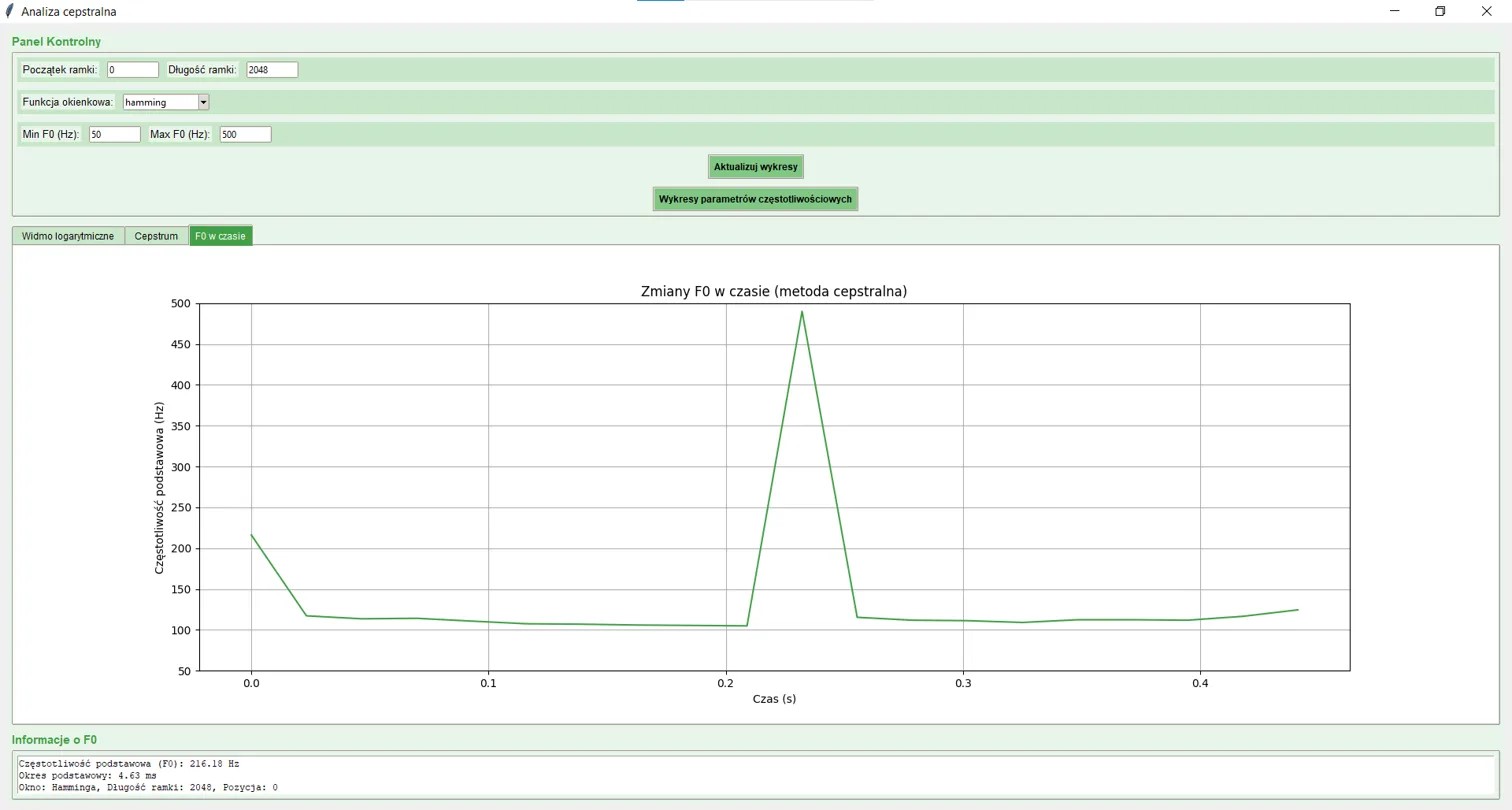 Analiza cepstralna
Panel Kontrolny
Początek ramki: 0 Długość ramki: 2048
Funkcja okienkowa: hamming
Min F0 (Hz): 50 Max F0 (Hz): 500
Aktualizuj wykresy
Wykresy parametrów częstotliwościowych
Widmo logarytmiczne Cepstrum F0 w czasie
Zmiany F0 w czasie (metoda cepstralna)
Częstotliwość podstawowa (Hz)
500
450
400
350
300
250
200
150
100
50
0.0 0.1 0.2 0.3 0.4
Czas (s)
Informacje o F0
Częstotliwość podstawowa (F0): 216.18 Hz
Okres podstawowy: 4.63 ms
Okno: Hamminga, Długość ramki: 2048, Pozycja: 0